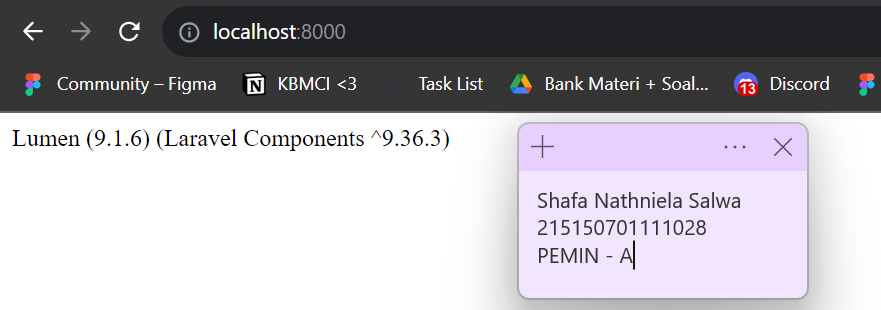 localhost:8000
Community – Figma
KBMCI <3
Task List
Bank Materi + Soal...
13
Discord
Lumen (9.1.6) (Laravel Components ^9.36.3)
Shafa Nathniela Salwa
215150701111028
PEMIN - A